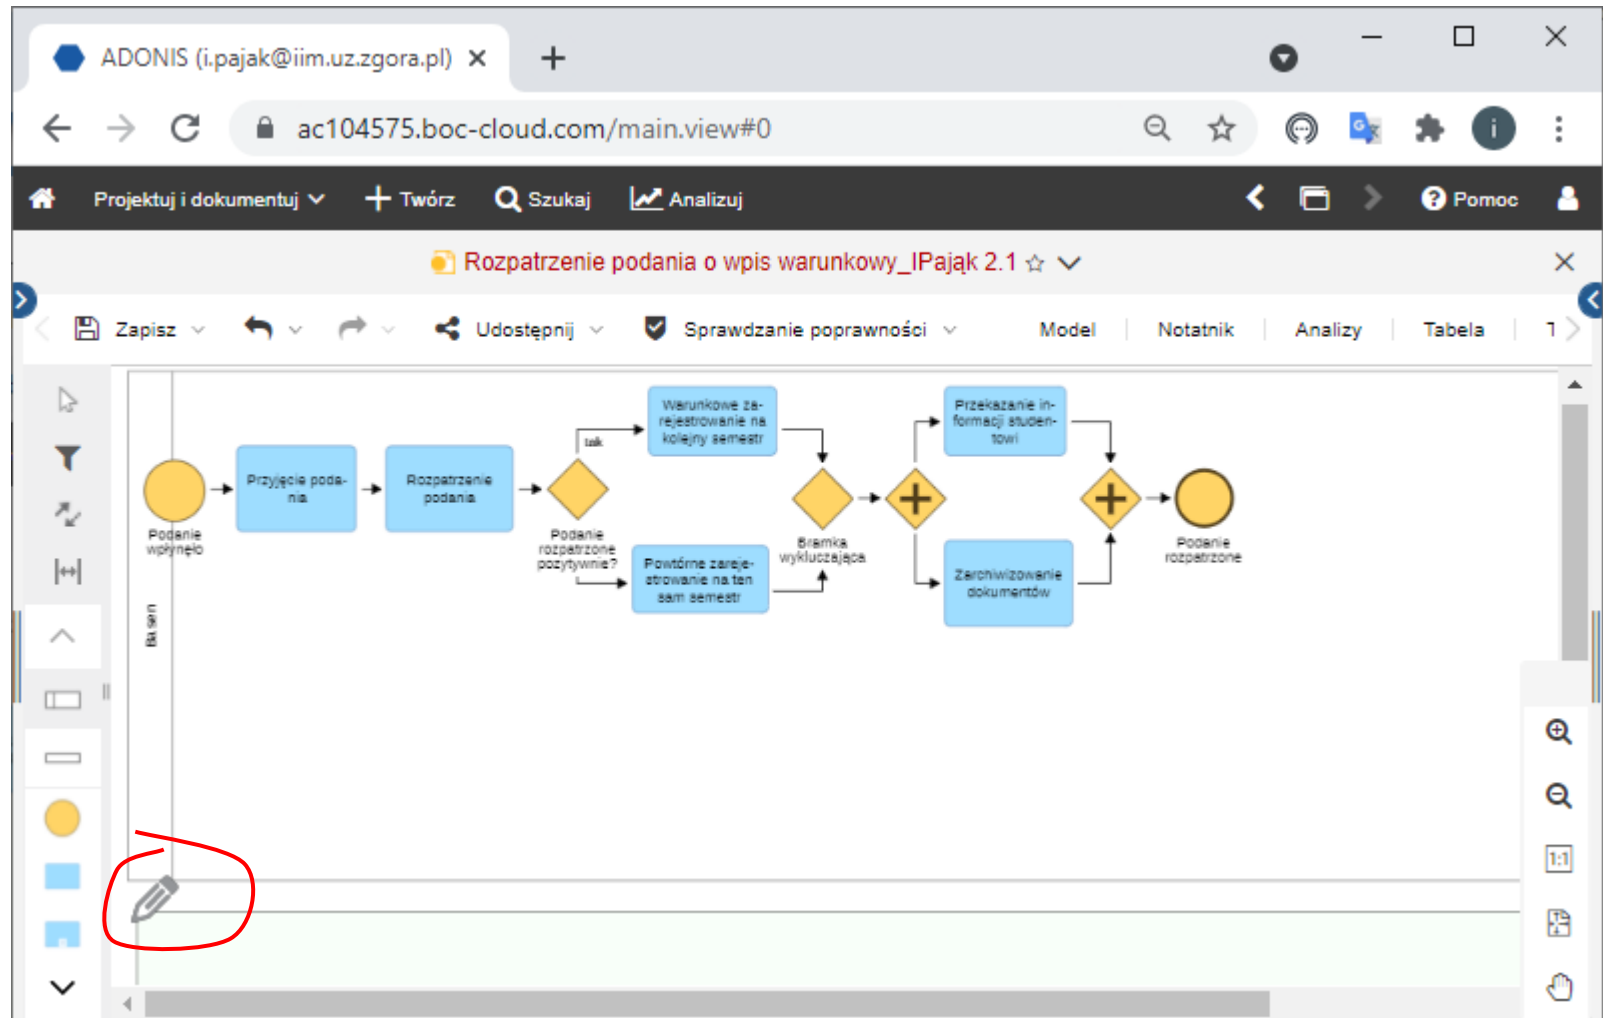 ADONIS (i.pajak@iim.uz.zgora.pl)
ac104575.boc-cloud.com/main.view#0
i
Projektuj i dokumentuj
Twórz
Szukaj
Analizuj
Pomoc
Rozpatrzenie podania o wpis warunkowy_IPająk 2.1
Zapisz
Udostępnij
Sprawdzanie poprawności
Model
Notatnik
Analizy
Tabela
Basen
Podanie
wpłynęło
Przyjęcie poda-
nia
Rozpatrzenie
podania
tak
Podanie
rozpatrzone
pozytywnie?
Warunkowe za-
rejestrowanie na
kolejny semestr
Powtórne zareje-
strowanie na ten
sam semestr
Bramka
wykluczająca
Przekazanie in-
formacji studen-
towi
Zarchiwizowanie
dokumentów
Podanie
rozpatrzone
1:1